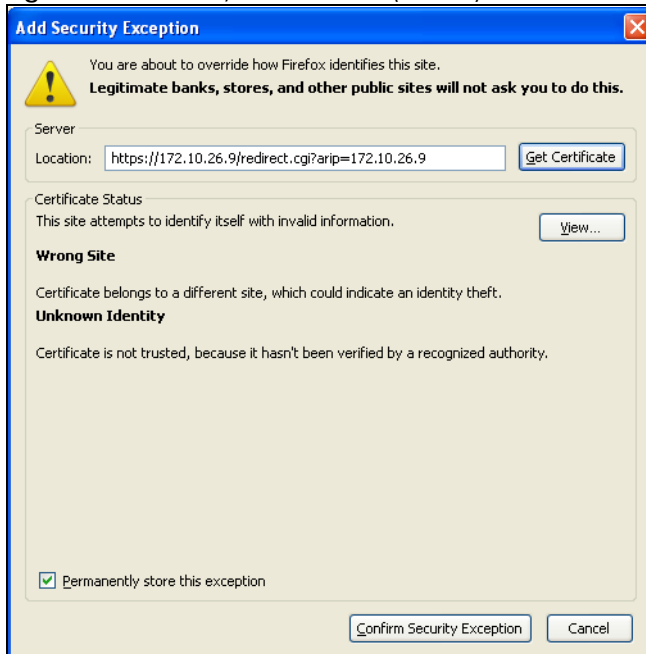 Add Security Exception
You are about to override how Firefox identifies this site.
Legitimate banks, stores, and other public sites will not ask you to do this.
Server
Location: https://172.10.26.9/redirect.cgi?arip=172.10.26.9 Get Certificate
Certificate Status
This site attempts to identify itself with invalid information. View...
Wrong Site
Certificate belongs to a different site, which could indicate an identity theft.
Unknown Identity
Certificate is not trusted, because it hasn't been verified by a recognized authority.
Permanently store this exception
Confirm Security Exception Cancel